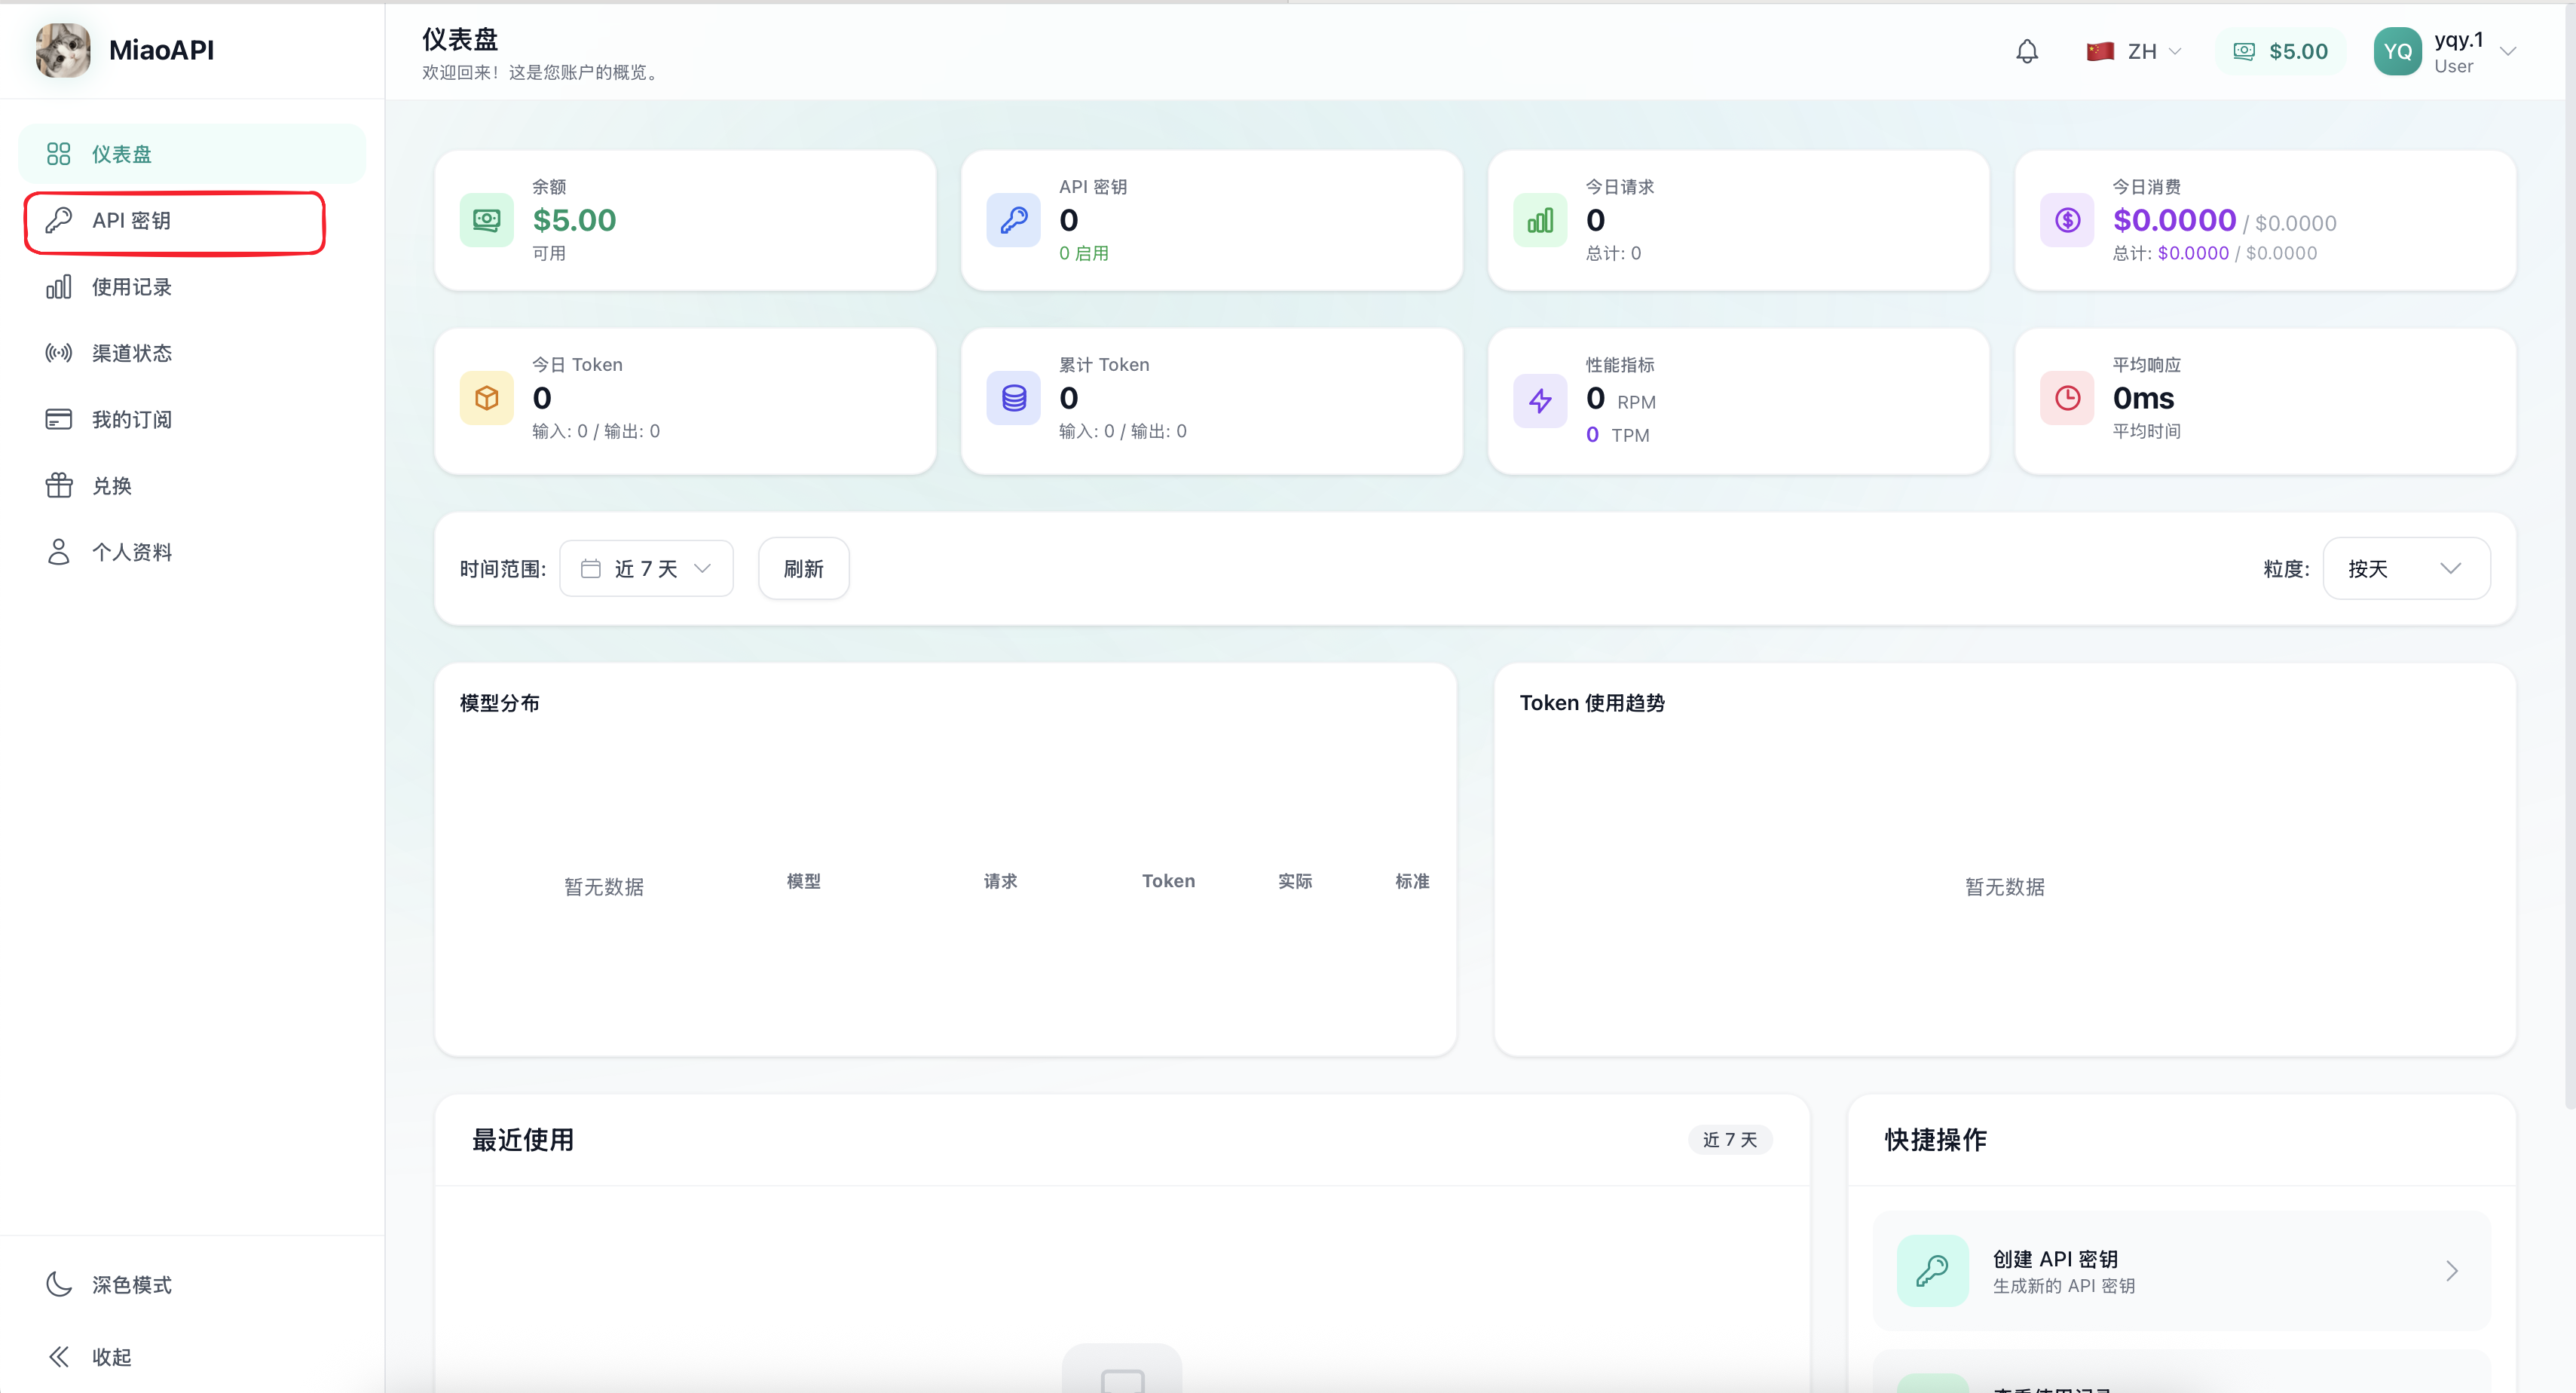 MiaoAPI
仪表盘
API 密钥
使用记录
渠道状态
我的订阅
兑换
个人资料
深色模式
收起
仪表盘
欢迎回来！这是您账户的概览。
ZH
$5.00
YQ
yqy.1
User
余额
$5.00
可用
API 密钥
0
0 启用
今日请求
0
总计: 0
今日消费
$0.0000 / $0.0000
总计: $0.0000 / $0.0000
今日 Token
0
输入: 0 / 输出: 0
累计 Token
0
输入: 0 / 输出: 0
性能指标
0 RPM
0 TPM
平均响应
0ms
平均时间
时间范围: 近 7 天 刷新
粒度: 按天
模型分布
暂无数据
模型 请求 Token 实际 标准
Token 使用趋势
暂无数据
最近使用
近 7 天
快捷操作
创建 API 密钥
生成新的 API 密钥